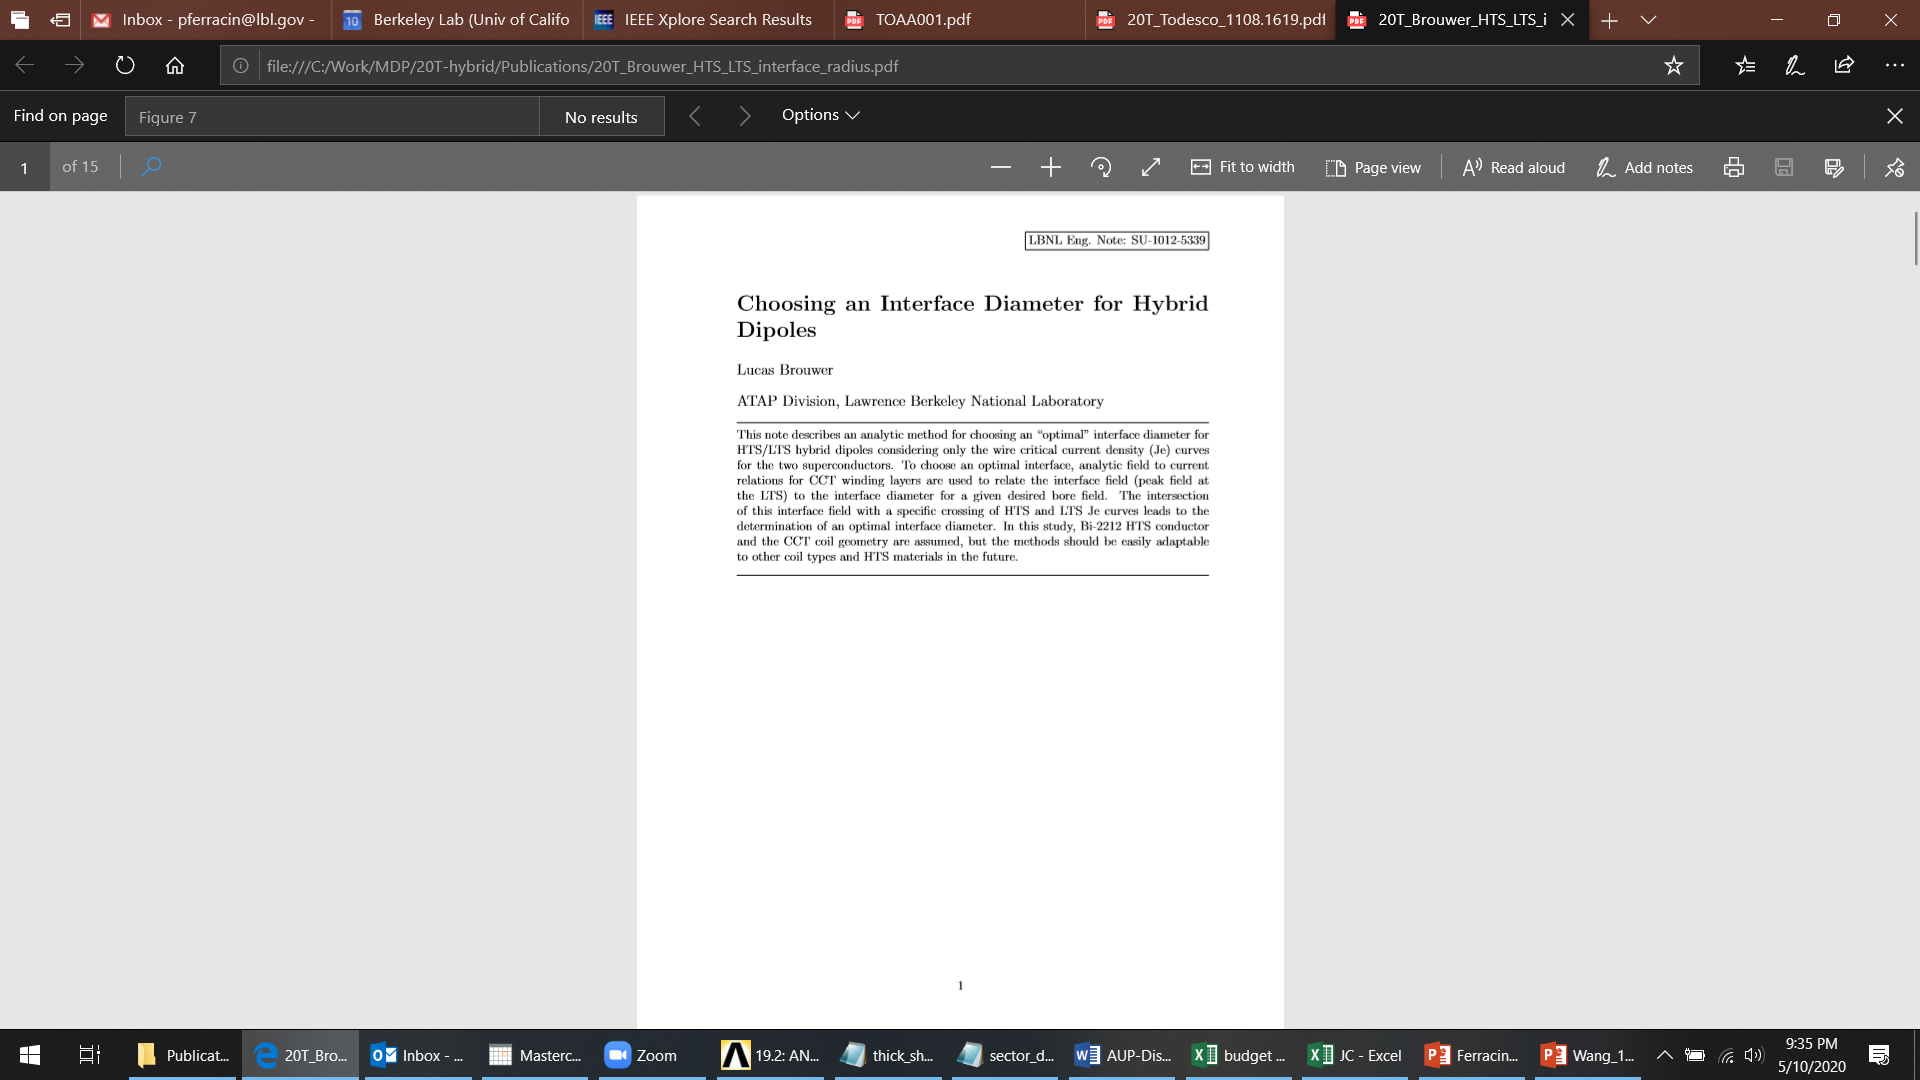 Inbox - pferracin@lbl.gov -
10 Berkeley Lab (Univ of Califo
IEEE IEEE Xplore Search Results
PDF TOAA001.pdf
PDF 20T_Todesco_1108.1619.pdf
PDF 20T_Brouwer_HTS_LTS_i
file:///C:/Work/MDP/20T-hybrid/Publications/20T_Brouwer_HTS_LTS_interface_radius.pdf
Find on page Figure 7 No results Options
1 of 15 Fit to width Page view Read aloud Add notes
LBNL Eng. Note: SU-1012-5339
Choosing an Interface Diameter for Hybrid
Dipoles
Lucas Brouwer
ATAP Division, Lawrence Berkeley National Laboratory
This note describes an analytic method for choosing an “optimal” interface diameter for
HTS/LTS hybrid dipoles considering only the wire critical current density (Je) curves
for the two superconductors. To choose an optimal interface, analytic field to current
relations for CCT winding layers are used to relate the interface field (peak field at
the LTS) to the interface diameter for a given desired bore field. The intersection
of this interface field with a specific crossing of HTS and LTS Je curves leads to the
determination of an optimal interface diameter. In this study, Bi-2212 HTS conductor
and the CCT coil geometry are assumed, but the methods should be easily adaptable
to other coil types and HTS materials in the future.
1
Publicat... 20T_Bro... Inbox - ... Masterc... Zoom 19.2: AN... thick_sh... sector_d... AUP-Dis... budget ... JC - Excel Ferracin... Wang_1...
9:35 PM
5/10/2020